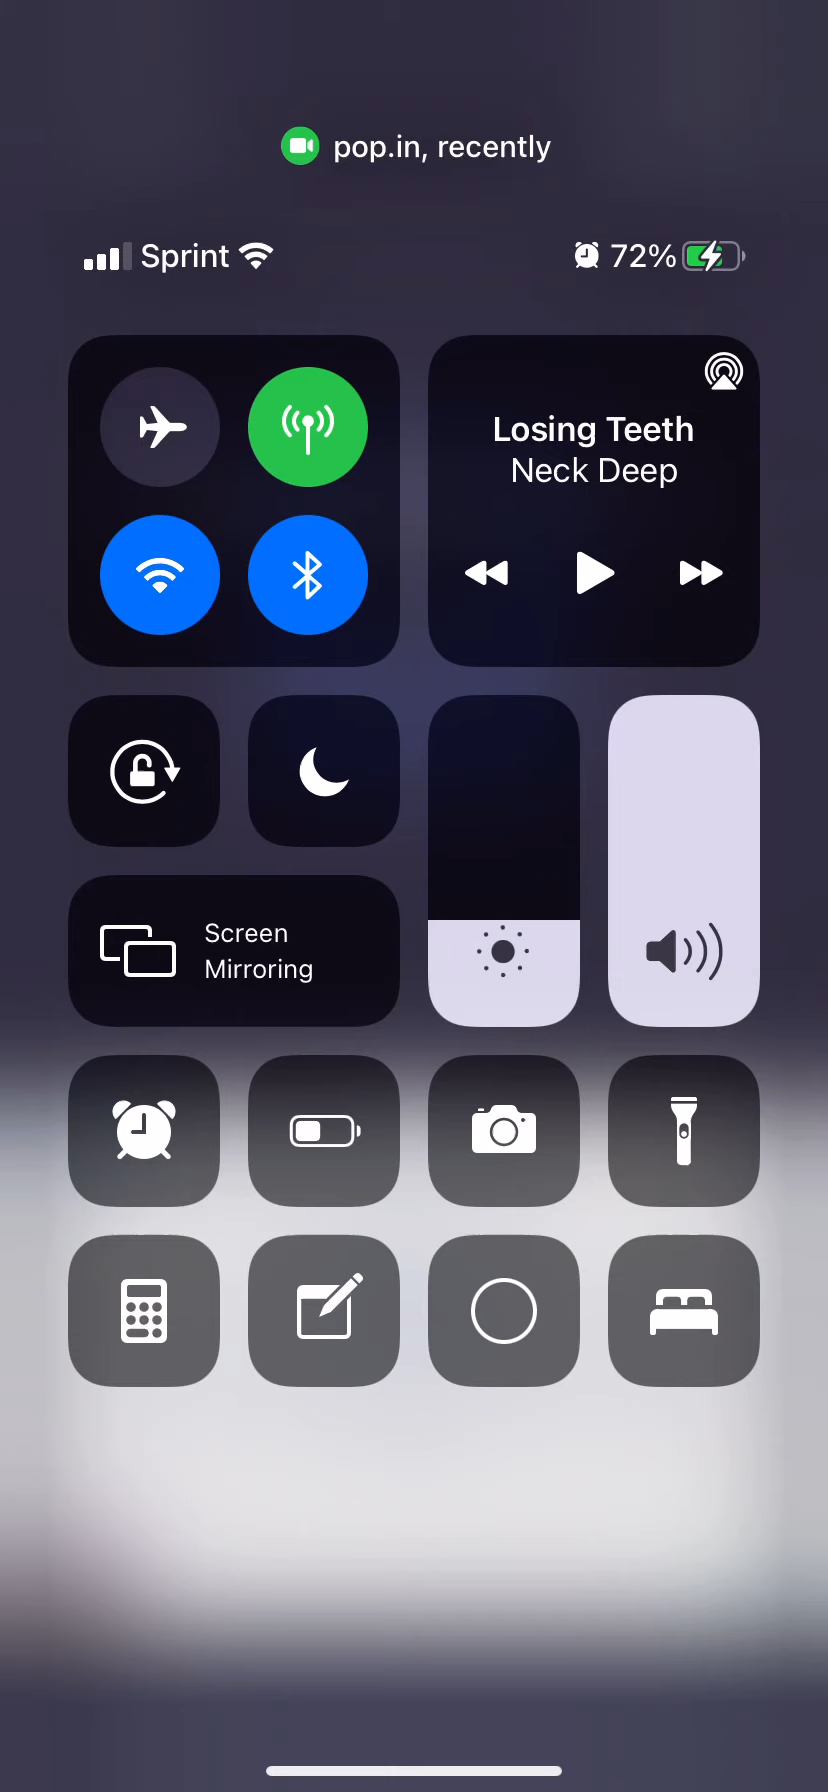 pop.in, recently
Sprint 72%
Losing Teeth
Neck Deep
Screen
Mirroring